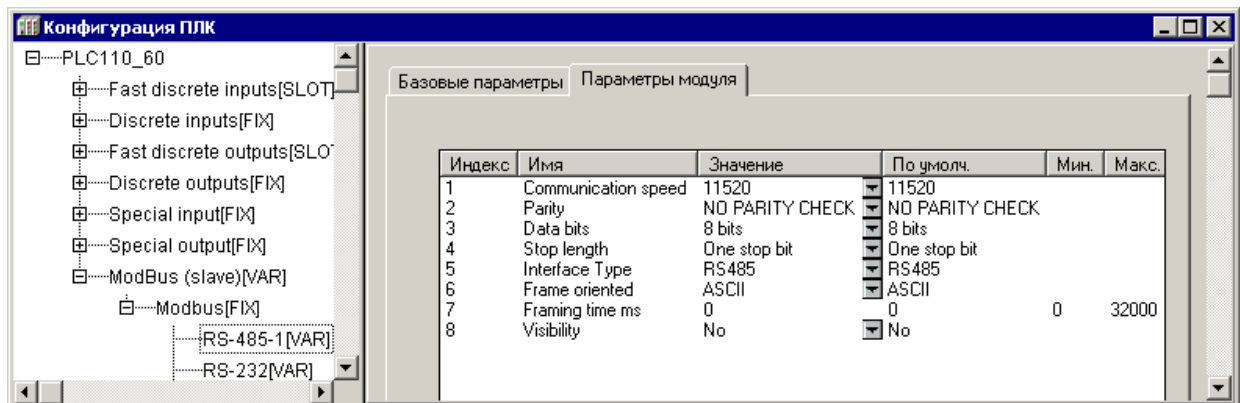 Конфигурация ПЛК
PLC110_60
Fast discrete inputs[SLOT]
Discrete inputs[FIX]
Fast discrete outputs[SLO
Discrete outputs[FIX]
Special input[FIX]
Special output[FIX]
ModBus (slave)[VAR]
Modbus[FIX]
RS-485-1[VAR]
RS-232[VAR]
Базовые параметры Параметры модуля
Индекс Имя Значение По умолч. Мин. Макс.
1 Communication speed 11520 11520
2 Parity NO PARITY CHECK NO PARITY CHECK
3 Data bits 8 bits 8 bits
4 Stop length One stop bit One stop bit
5 Interface Type RS485 RS485
6 Frame oriented ASCII ASCII
7 Framing time ms 0 0 0 32000
8 Visibility No No